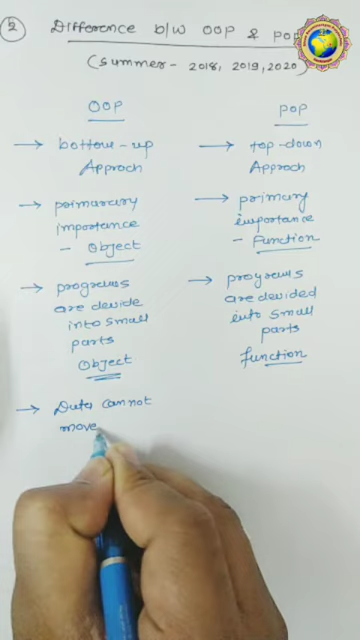 2 Difference b/w OOP & POP
(Summer - 2018, 2019, 2020)
OOP
→ bottom-up
Approch
→ primarary
importance
- Object
→ programs
are devide
into small
parts
Object
→ Data cannot
move
POP
→ top-down
Approch
→ primary
importance
- Function
→ programs
are devided
into small
parts
function